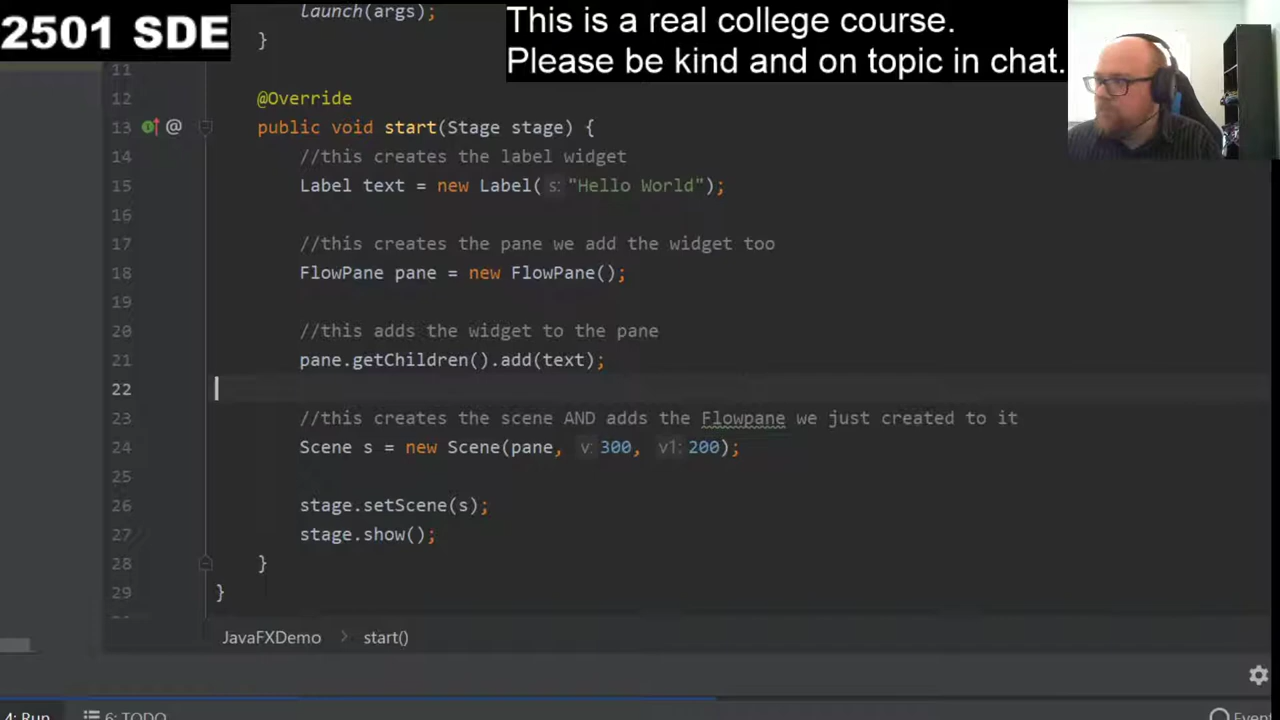 2501 SDE
This is a real college course.
Please be kind and on topic in chat.
launch(args);
}
11
12 @Override
13 @ public void start(Stage stage) {
14 //this creates the label widget
15 Label text = new Label( s: "Hello World");
16
17 //this creates the pane we add the widget too
18 FlowPane pane = new FlowPane();
19
20 //this adds the widget to the pane
21 pane.getChildren().add(text);
22
23 //this creates the scene AND adds the Flowpane we just created to it
24 Scene s = new Scene(pane, v: 300, v1: 200);
25
26 stage.setScene(s);
27 stage.show();
28 }
29 }
JavaFXDemo > start()
4: Run 6: TODO